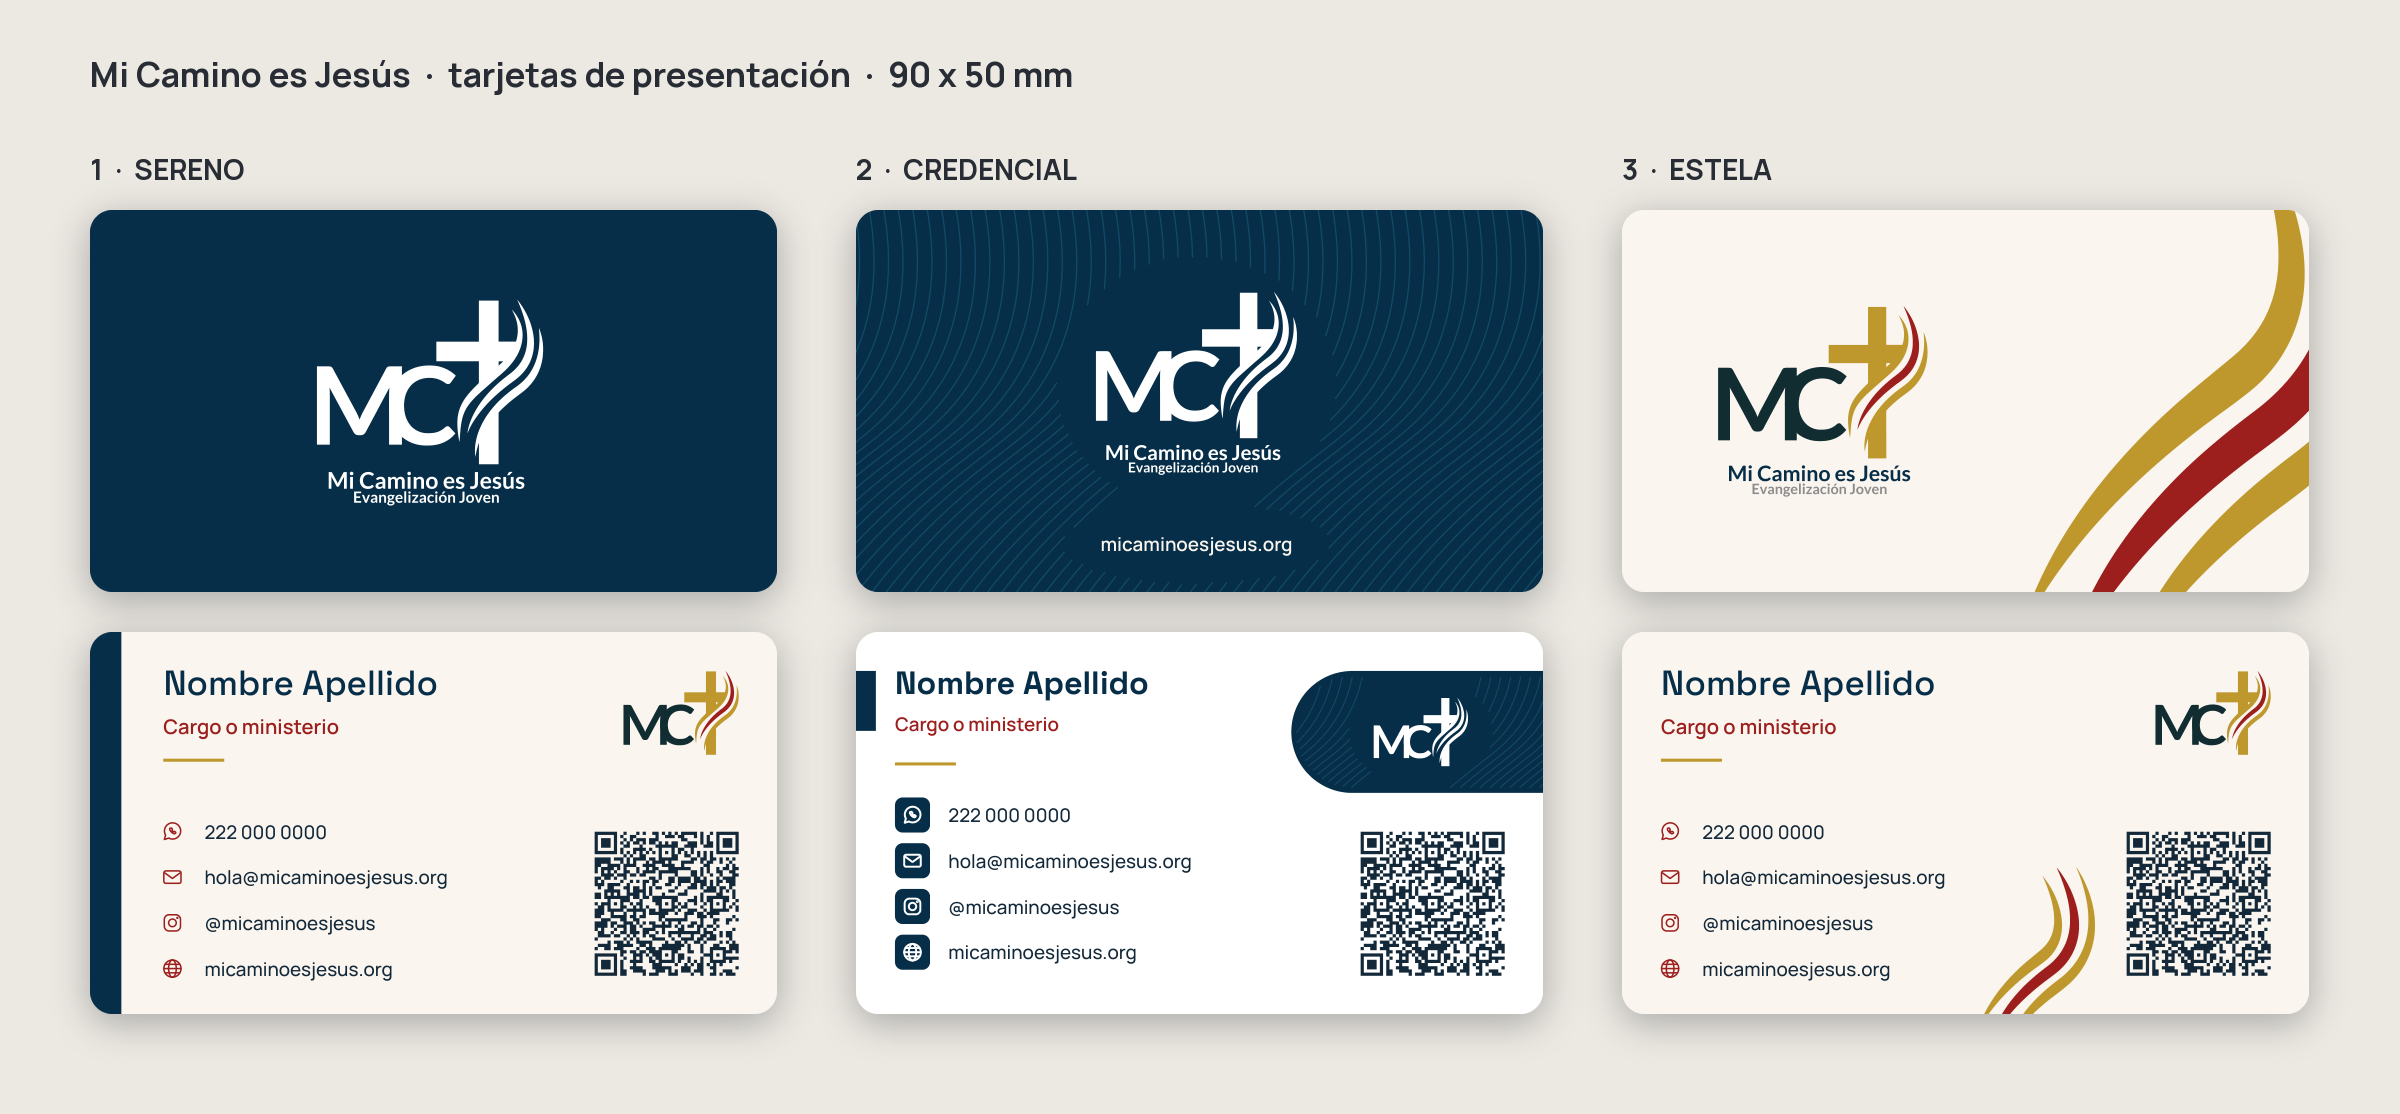 Mi Camino es Jesús · tarjetas de presentación · 90 x 50 mm
1 · SERENO
MC
Mi Camino es Jesús
Evangelización Joven
Nombre Apellido
Cargo o ministerio
MC
222 000 0000
hola@micaminoesjesus.org
@micaminoesjesus
micaminoesjesus.org
2 · CREDENCIAL
MC
Mi Camino es Jesús
Evangelización Joven
micaminoesjesus.org
Nombre Apellido
Cargo o ministerio
MC
222 000 0000
hola@micaminoesjesus.org
@micaminoesjesus
micaminoesjesus.org
3 · ESTELA
MC
Mi Camino es Jesús
Evangelización Joven
Nombre Apellido
Cargo o ministerio
MC
222 000 0000
hola@micaminoesjesus.org
@micaminoesjesus
micaminoesjesus.org